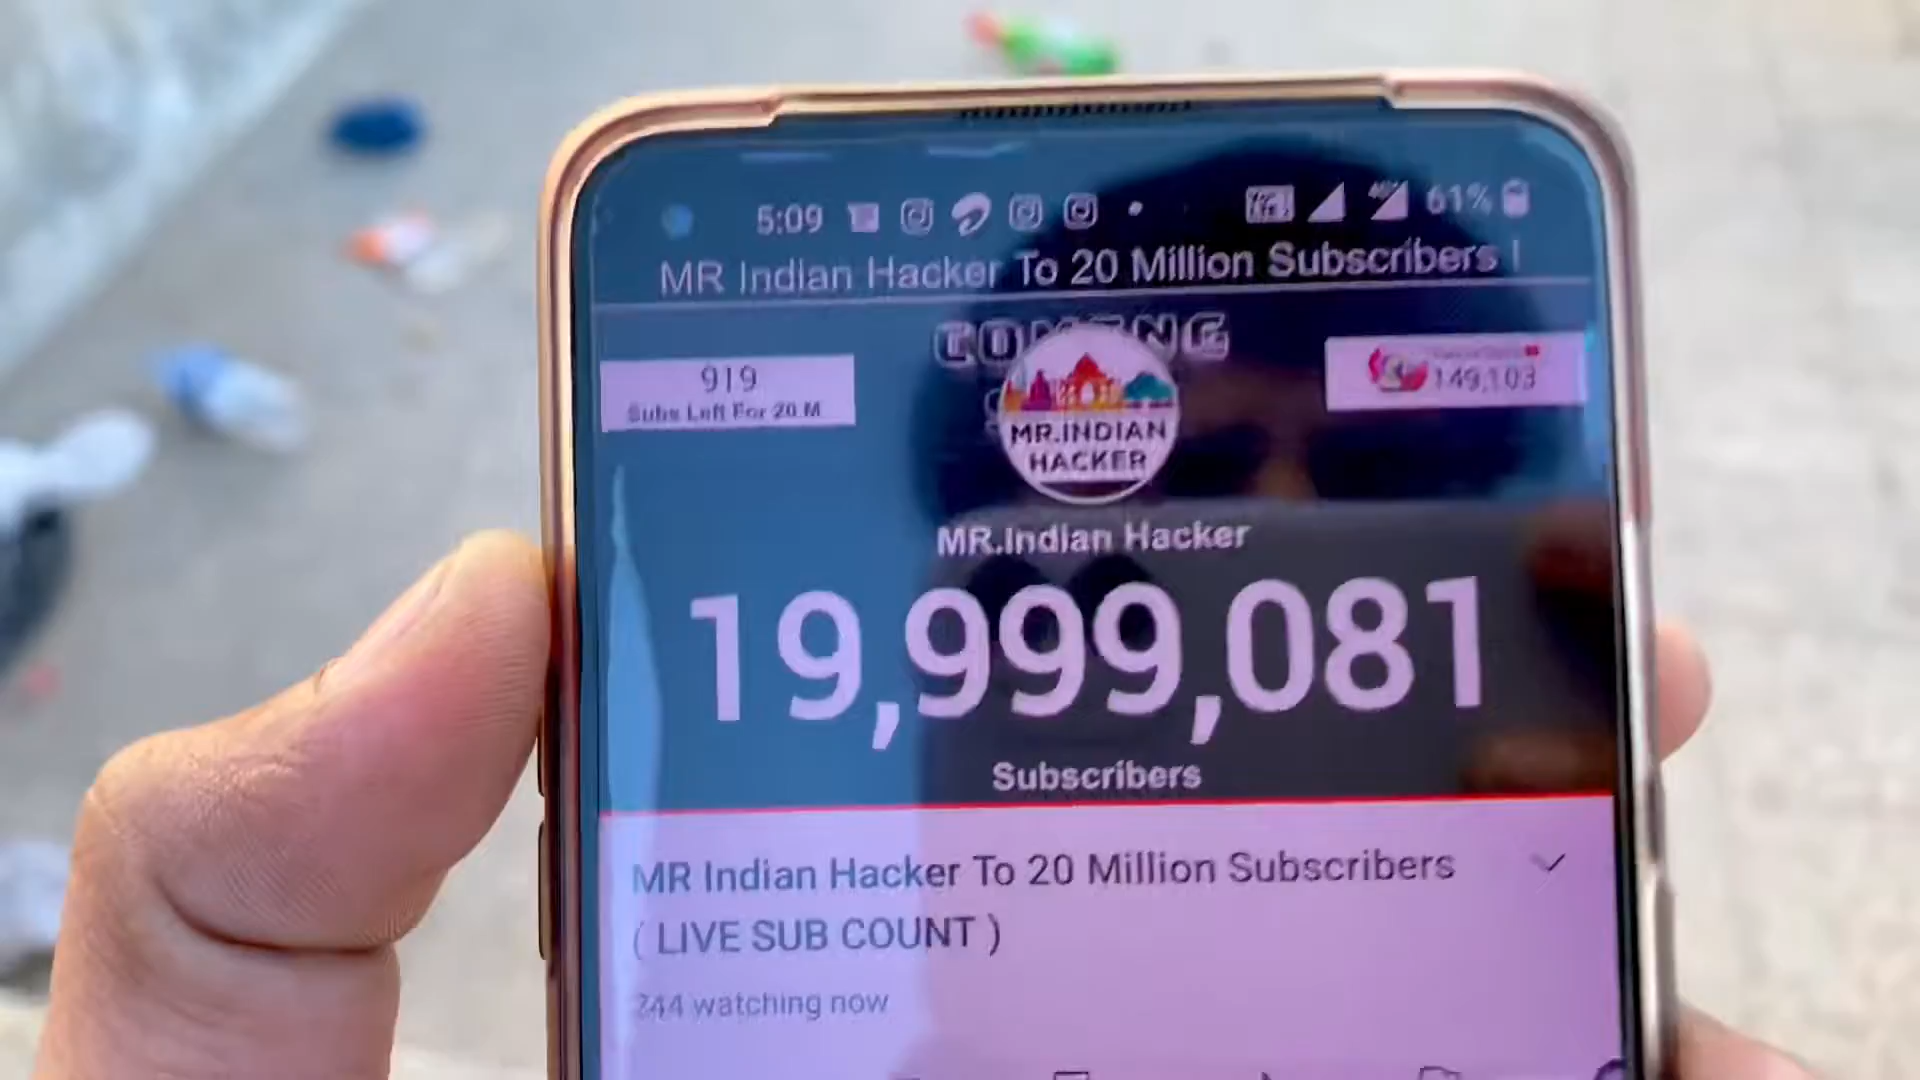 5:09 61%
MR Indian Hacker To 20 Million Subscribers
COMING
919
Subs Left For 20 M
149,103
MR.INDIAN
HACKER
MR.Indian Hacker
19,999,081
Subscribers
MR Indian Hacker To 20 Million Subscribers
( LIVE SUB COUNT )
244 watching now